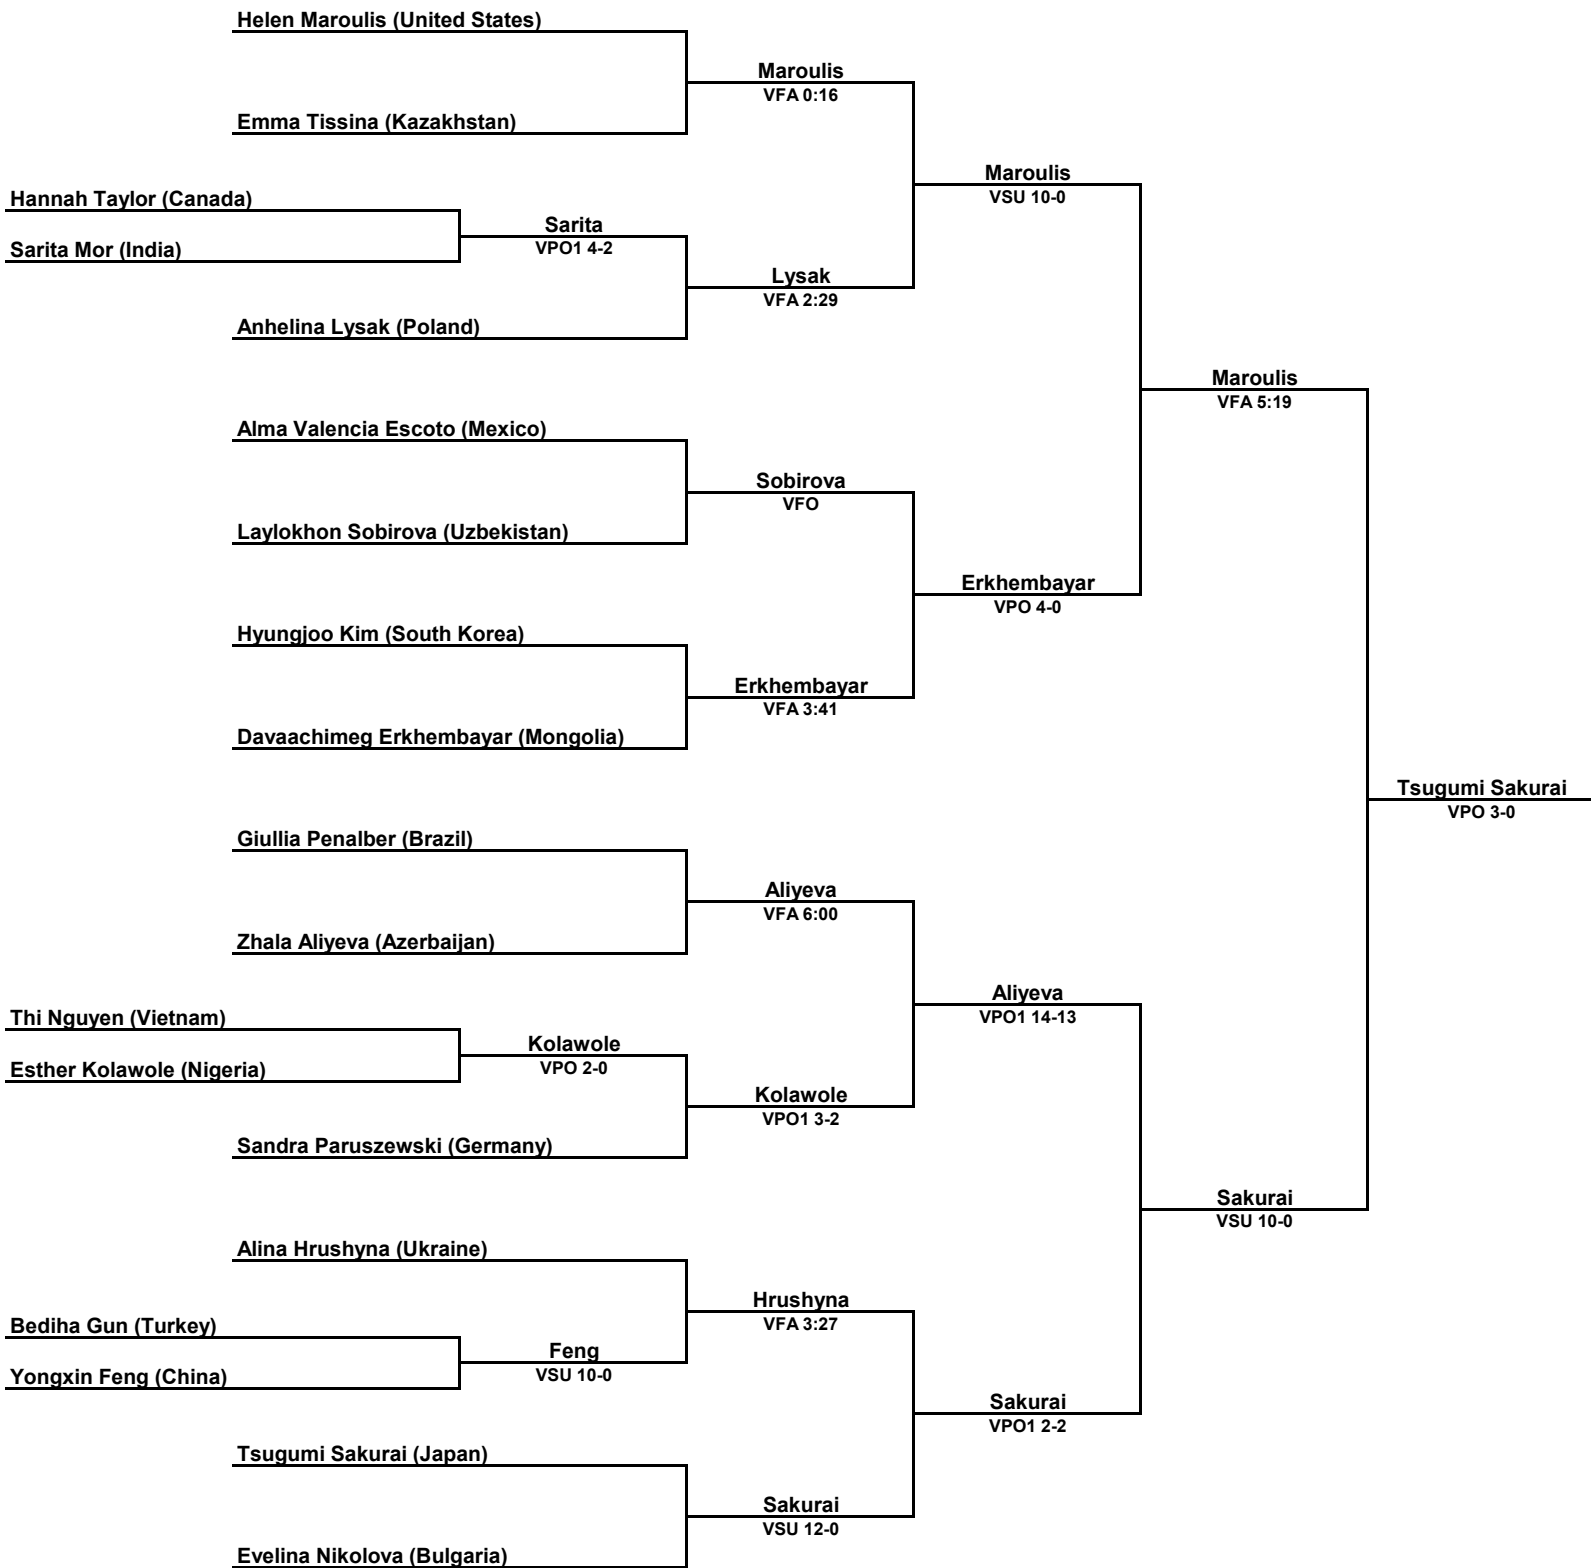 Helen Maroulis (United States)
Maroulis
VFA 0:16
Emma Tissina (Kazakhstan)
Maroulis
VSU 10-0
Hannah Taylor (Canada)
Sarita
VPO1 4-2
Sarita Mor (India)
Lysak
VFA 2:29
Anhelina Lysak (Poland)
Maroulis
VFA 5:19
Alma Valencia Escoto (Mexico)
Sobirova
VFO
Laylokhon Sobirova (Uzbekistan)
Erkhembayar
VPO 4-0
Hyungjoo Kim (South Korea)
Erkhembayar
VFA 3:41
Davaachimeg Erkhembayar (Mongolia)
Tsugumi Sakurai
VPO 3-0
Giullia Penalber (Brazil)
Aliyeva
VFA 6:00
Zhala Aliyeva (Azerbaijan)
Aliyeva
VPO1 14-13
Thi Nguyen (Vietnam)
Kolawole
VPO 2-0
Esther Kolawole (Nigeria)
Kolawole
VPO1 3-2
Sandra Paruszewski (Germany)
Sakurai
VSU 10-0
Alina Hrushyna (Ukraine)
Hrushyna
VFA 3:27
Bediha Gun (Turkey)
Feng
VSU 10-0
Yongxin Feng (China)
Sakurai
VPO1 2-2
Tsugumi Sakurai (Japan)
Sakurai
VSU 12-0
Evelina Nikolova (Bulgaria)